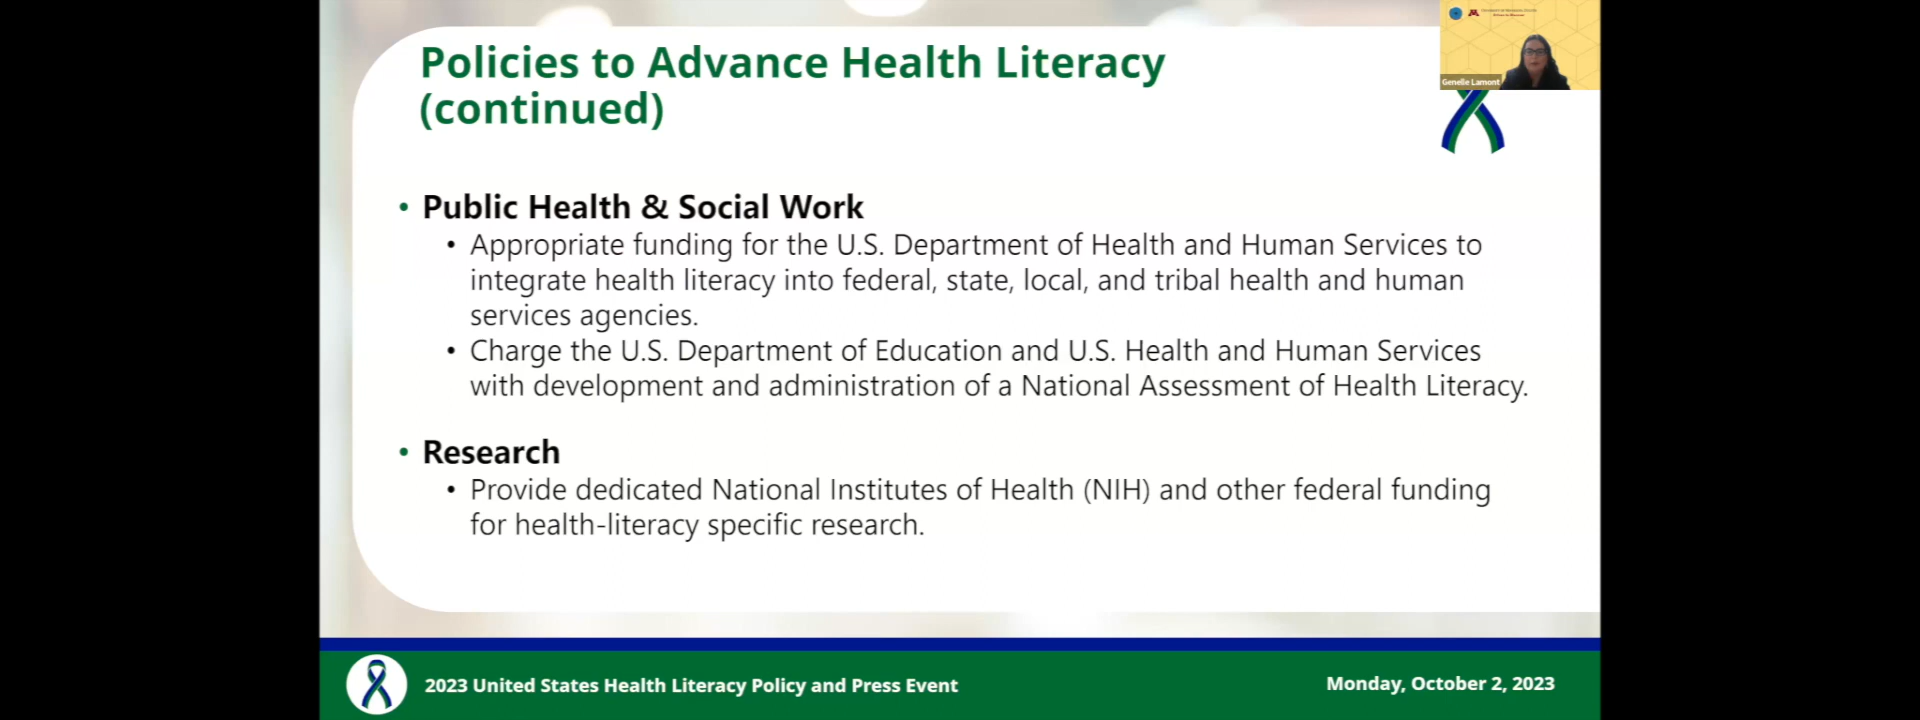 Policies to Advance Health Literacy
(continued)
Genelle Lamont
• Public Health & Social Work
• Appropriate funding for the U.S. Department of Health and Human Services to
integrate health literacy into federal, state, local, and tribal health and human
services agencies.
• Charge the U.S. Department of Education and U.S. Health and Human Services
with development and administration of a National Assessment of Health Literacy.
• Research
• Provide dedicated National Institutes of Health (NIH) and other federal funding
for health-literacy specific research.
2023 United States Health Literacy Policy and Press Event
Monday, October 2, 2023